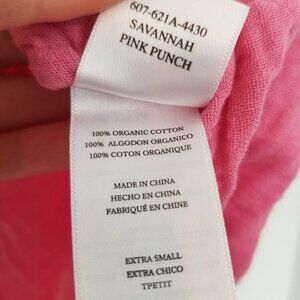 607-621A-4430
SAVANNAH
PINK PUNCH
100% ORGANIC COTTON
100% ALGODON ORGANICO
100% COTON ORGANIQUE
MADE IN CHINA
HECHO EN CHINA
FABRIQUÉ EN CHINE
EXTRA SMALL
EXTRA CHICO
TPETIT